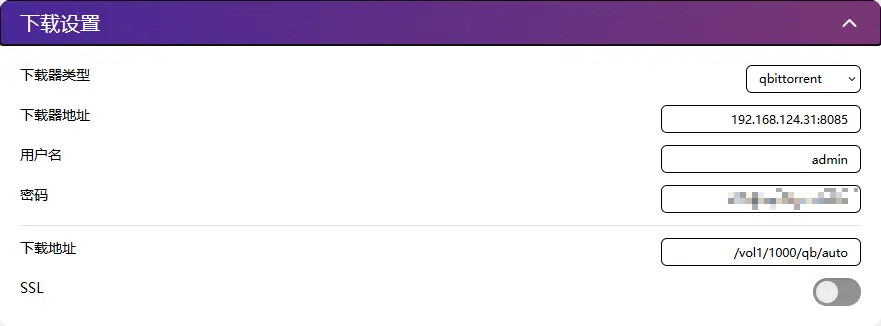 下载设置
下载器类型 qbittorrent
下载器地址 192.168.124.31:8085
用户名 admin
密码
下载地址 /vol1/1000/qb/auto
SSL